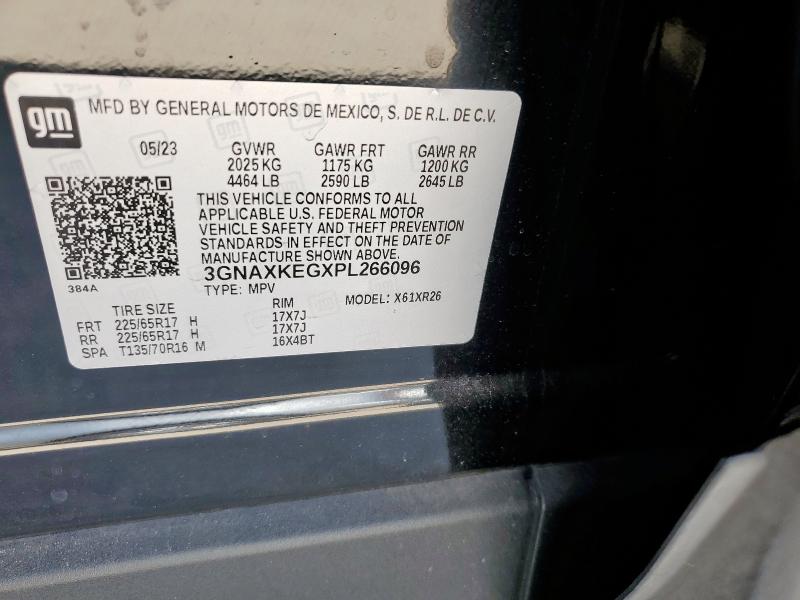 gm
MFD BY GENERAL MOTORS DE MEXICO, S. DE R.L. DE C.V.
05/23 GVWR GAWR FRT GAWR RR
2025 KG 1175 KG 1200 KG
4464 LB 2590 LB 2645 LB
THIS VEHICLE CONFORMS TO ALL
APPLICABLE U.S. FEDERAL MOTOR
VEHICLE SAFETY AND THEFT PREVENTION
STANDARDS IN EFFECT ON THE DATE OF
MANUFACTURE SHOWN ABOVE.
3GNAXKEGXPL266096
384A
TYPE: MPV MODEL: X61XR26
TIRE SIZE RIM
FRT 225/65R17 H 17X7J
RR 225/65R17 H 17X7J
SPA T135/70R16 M 16X4BT